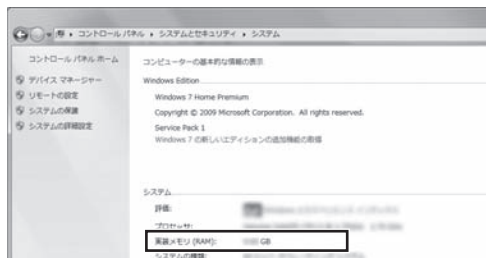 コントロール パネル ▸ システムとセキュリティ ▸ システム
コントロール パネル ホーム
デバイス マネージャー
リモートの設定
システムの保護
システムの詳細設定
コンピューターの基本的な情報の表示
Windows Edition
Windows 7 Home Premium
Copyright © 2009 Microsoft Corporation. All rights reserved.
Service Pack 1
Windows 7 の新しいエディションの追加機能の取得
システム
評価:
プロセッサ:
実装メモリ (RAM): GB
システムの種類: